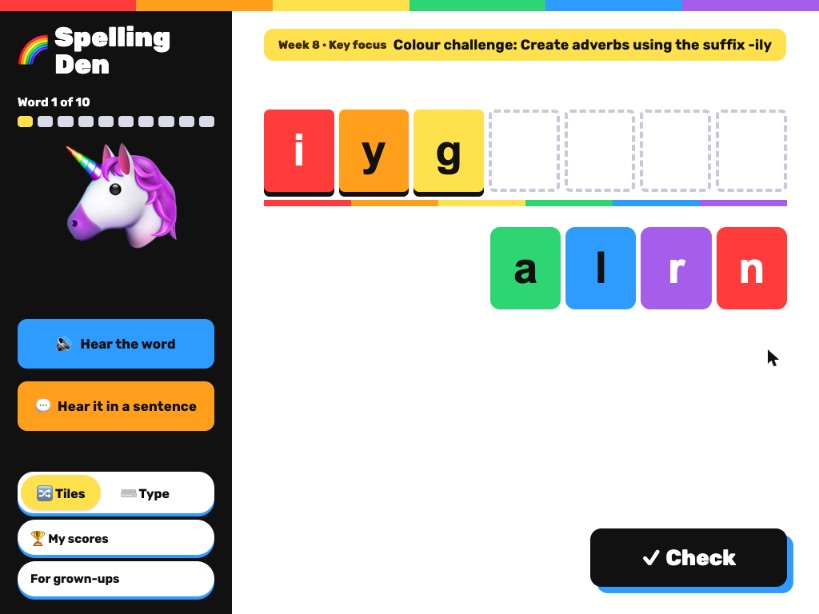 Spelling
Den
Word 1 of 10
Hear the word
Hear it in a sentence
Tiles
Type
My scores
For grown-ups
Week 8 • Key focus Colour challenge: Create adverbs using the suffix -ily
i y g
a l r n
✓ Check